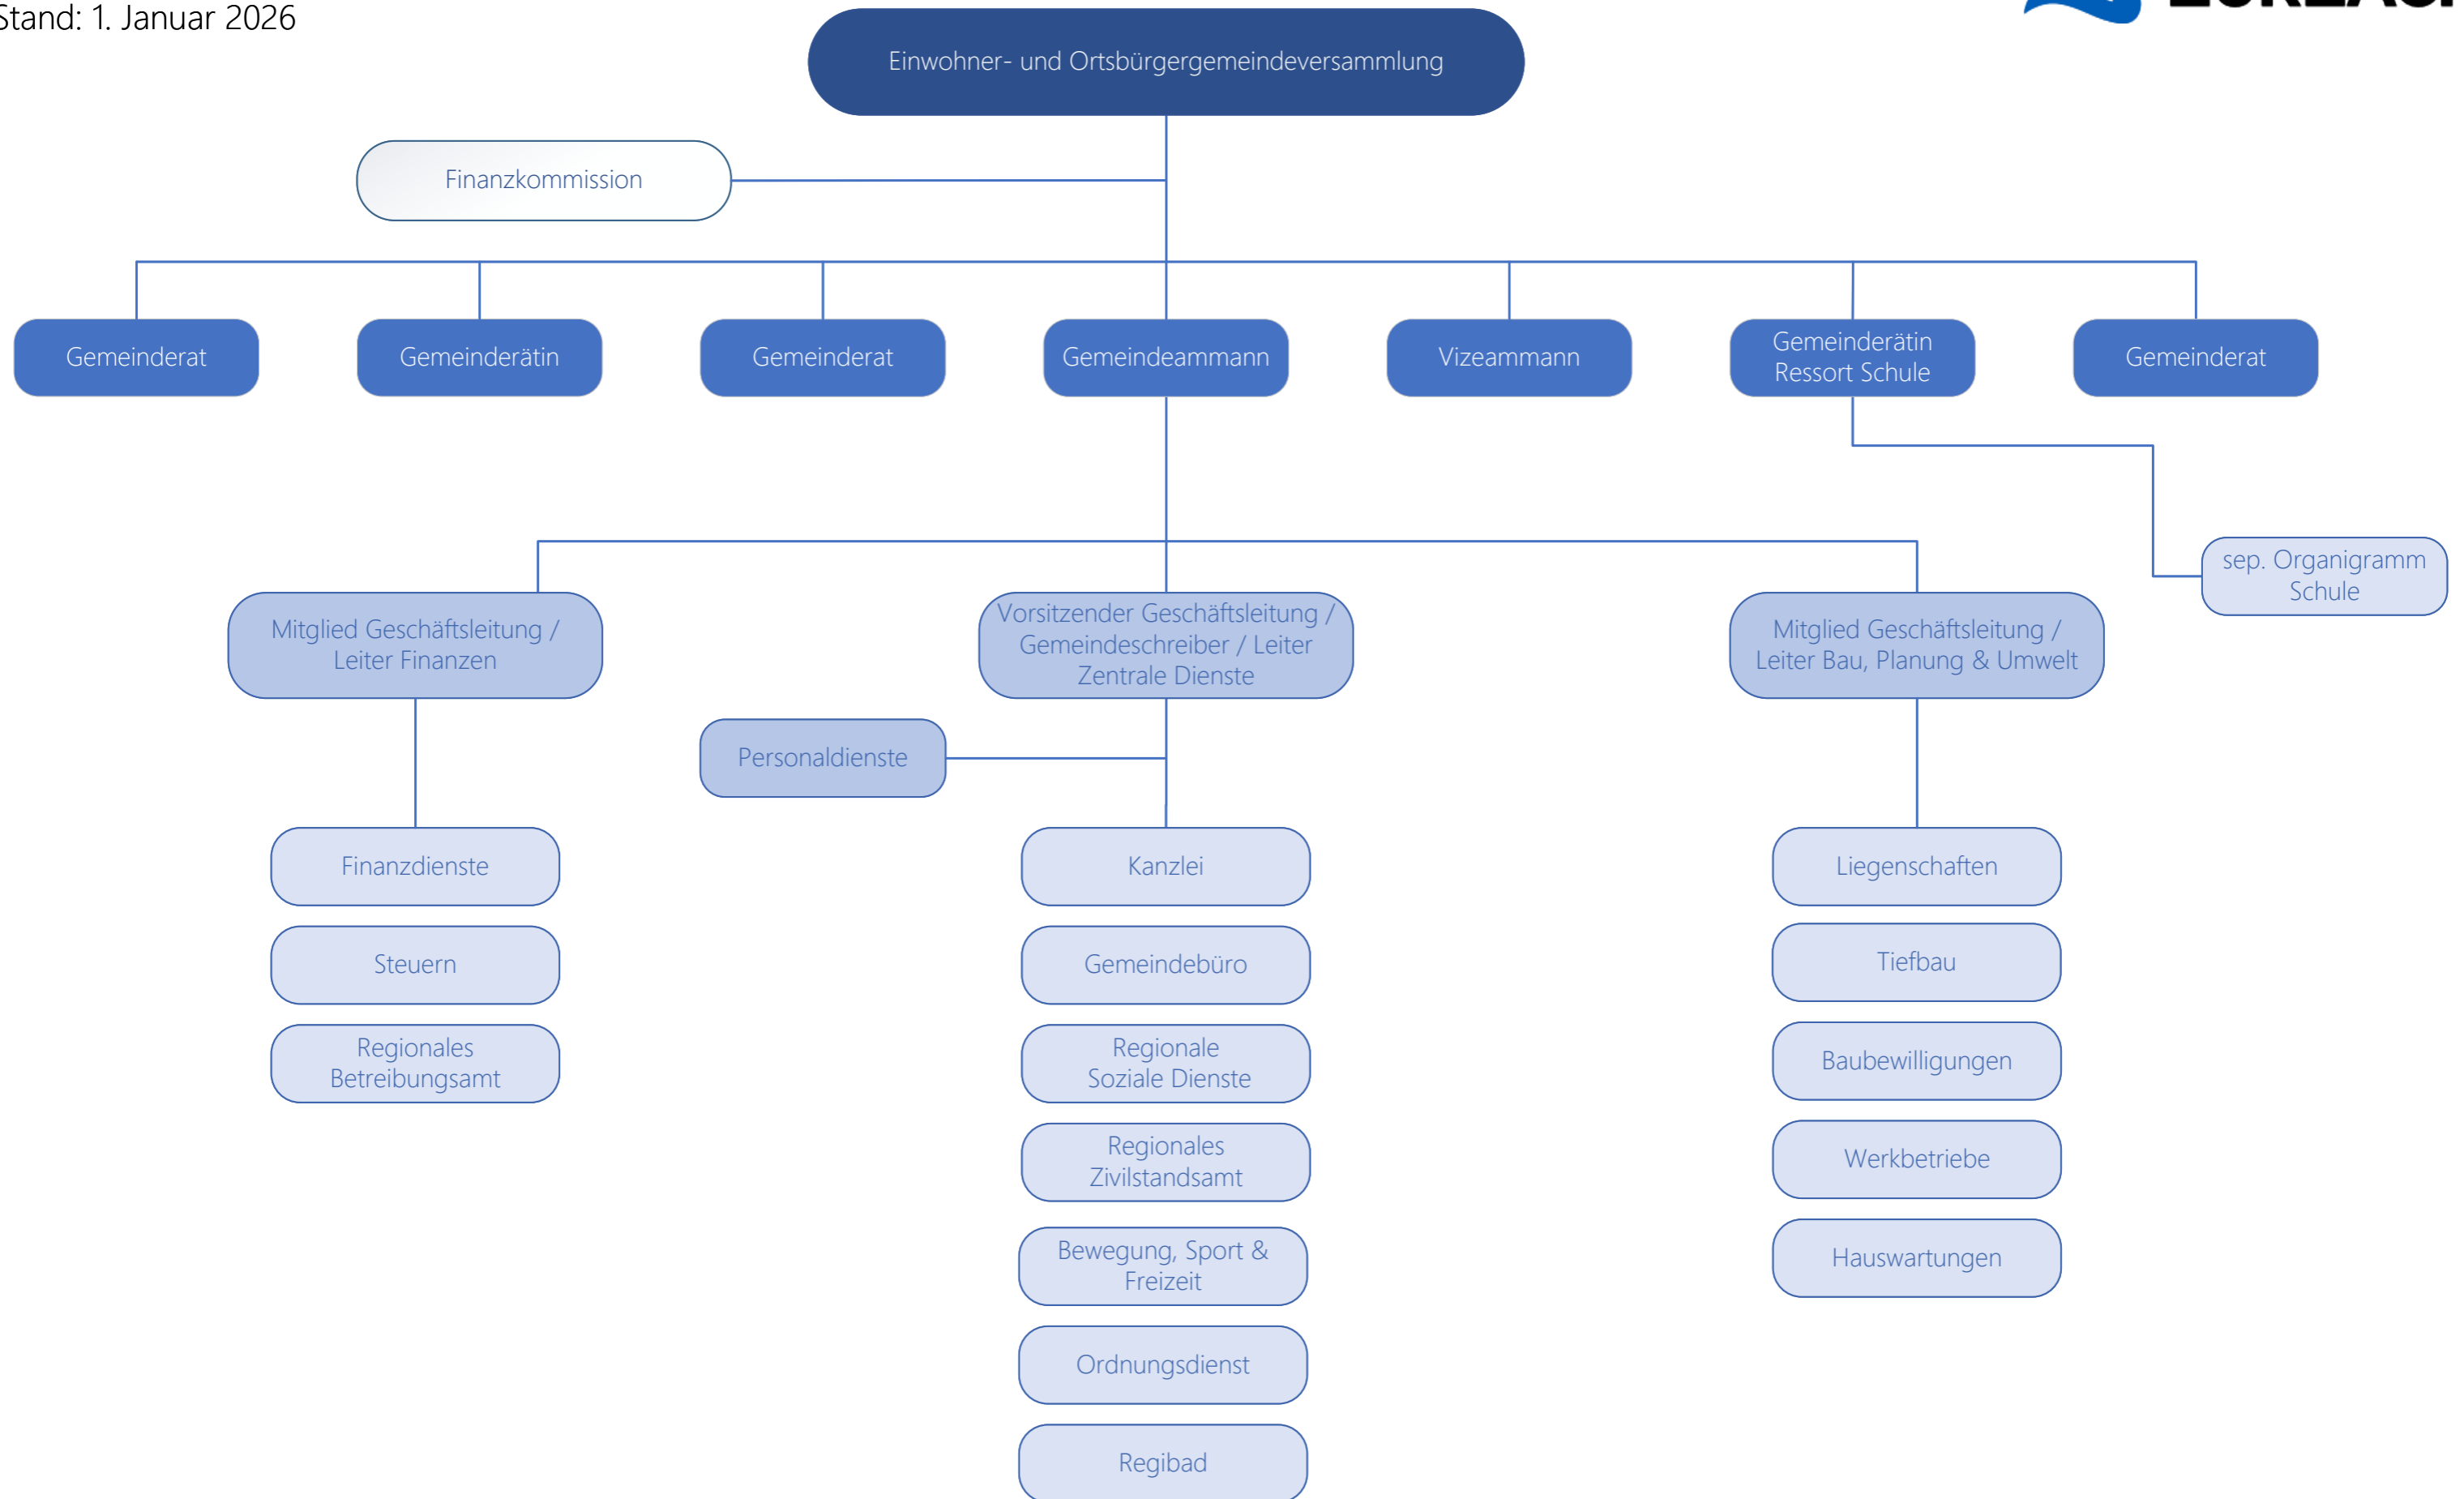 Stand: 1. Januar 2026
Einwohner- und Ortsbürgergemeindeversammlung
Finanzkommission
Gemeinderat
Gemeinderätin
Gemeinderat
Gemeindeammann
Vizeammann
Gemeinderätin
Ressort Schule
Gemeinderat
sep. Organigramm
Schule
Mitglied Geschäftsleitung /
Leiter Finanzen
Vorsitzender Geschäftsleitung /
Gemeindeschreiber / Leiter
Zentrale Dienste
Mitglied Geschäftsleitung /
Leiter Bau, Planung & Umwelt
Personaldienste
Finanzdienste
Steuern
Regionales
Betreibungsamt
Kanzlei
Gemeindebüro
Regionale
Soziale Dienste
Regionales
Zivilstandsamt
Bewegung, Sport &
Freizeit
Ordnungsdienst
Regibad
Liegenschaften
Tiefbau
Baubewilligungen
Werkbetriebe
Hauswartungen